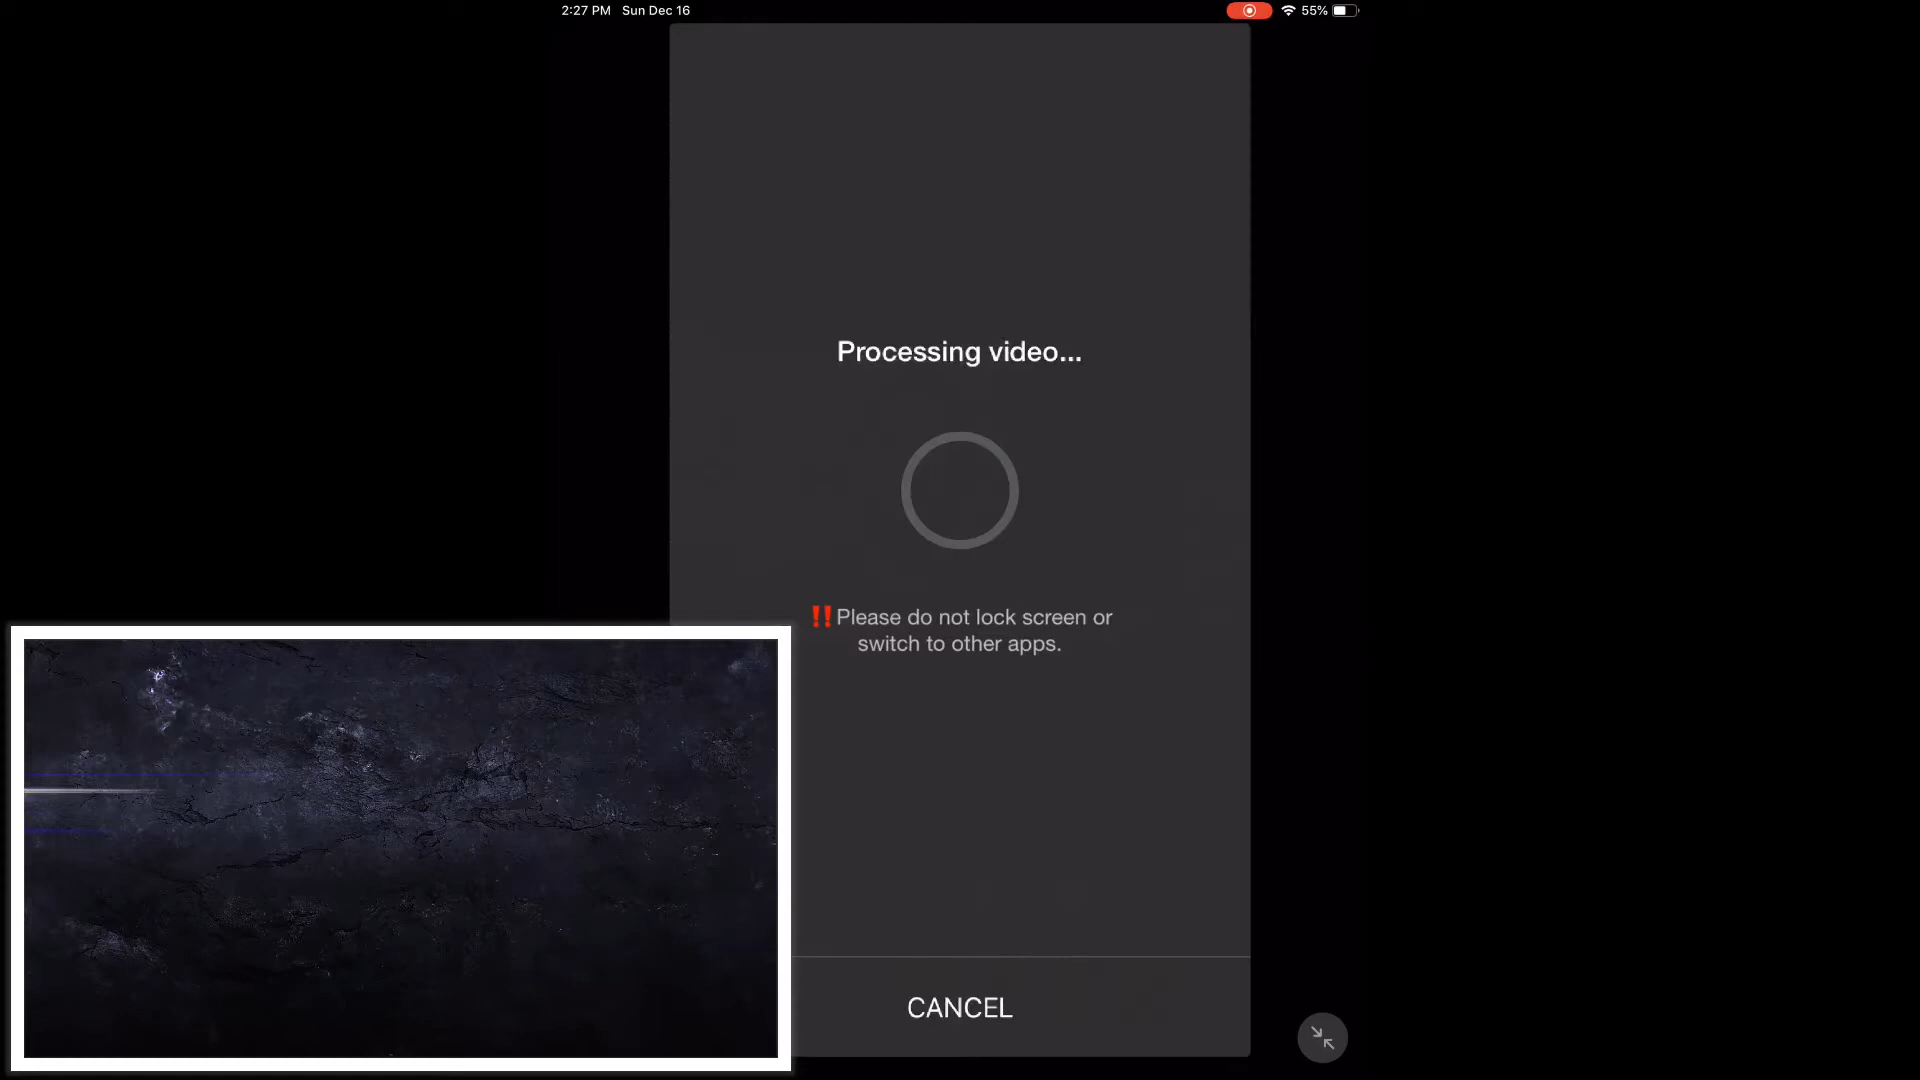 2:27 PM Sun Dec 16
55%
Processing video...
‼Please do not lock screen or
switch to other apps.
CANCEL